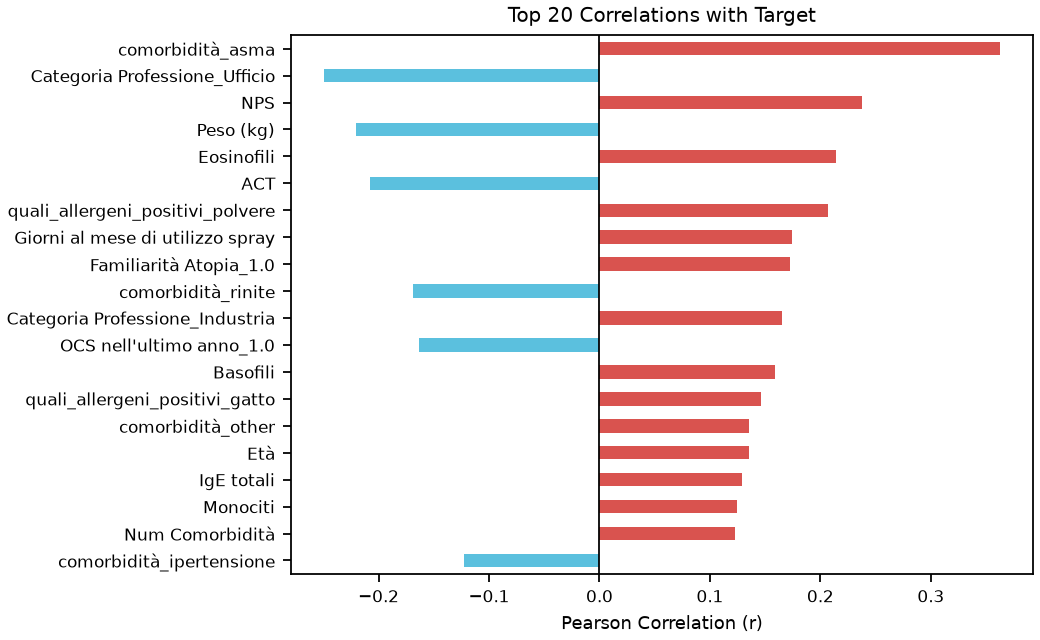 Top 20 Correlations with Target
comorbidità_asma
Categoria Professione_Ufficio
NPS
Peso (kg)
Eosinofili
ACT
quali_allergeni_positivi_polvere
Giorni al mese di utilizzo spray
Familiarità Atopia_1.0
comorbidità_rinite
Categoria Professione_Industria
OCS nell'ultimo anno_1.0
Basofili
quali_allergeni_positivi_gatto
comorbidità_other
Età
IgE totali
Monociti
Num Comorbidità
comorbidità_ipertensione
−0.2 −0.1 0.0 0.1 0.2 0.3
Pearson Correlation (r)